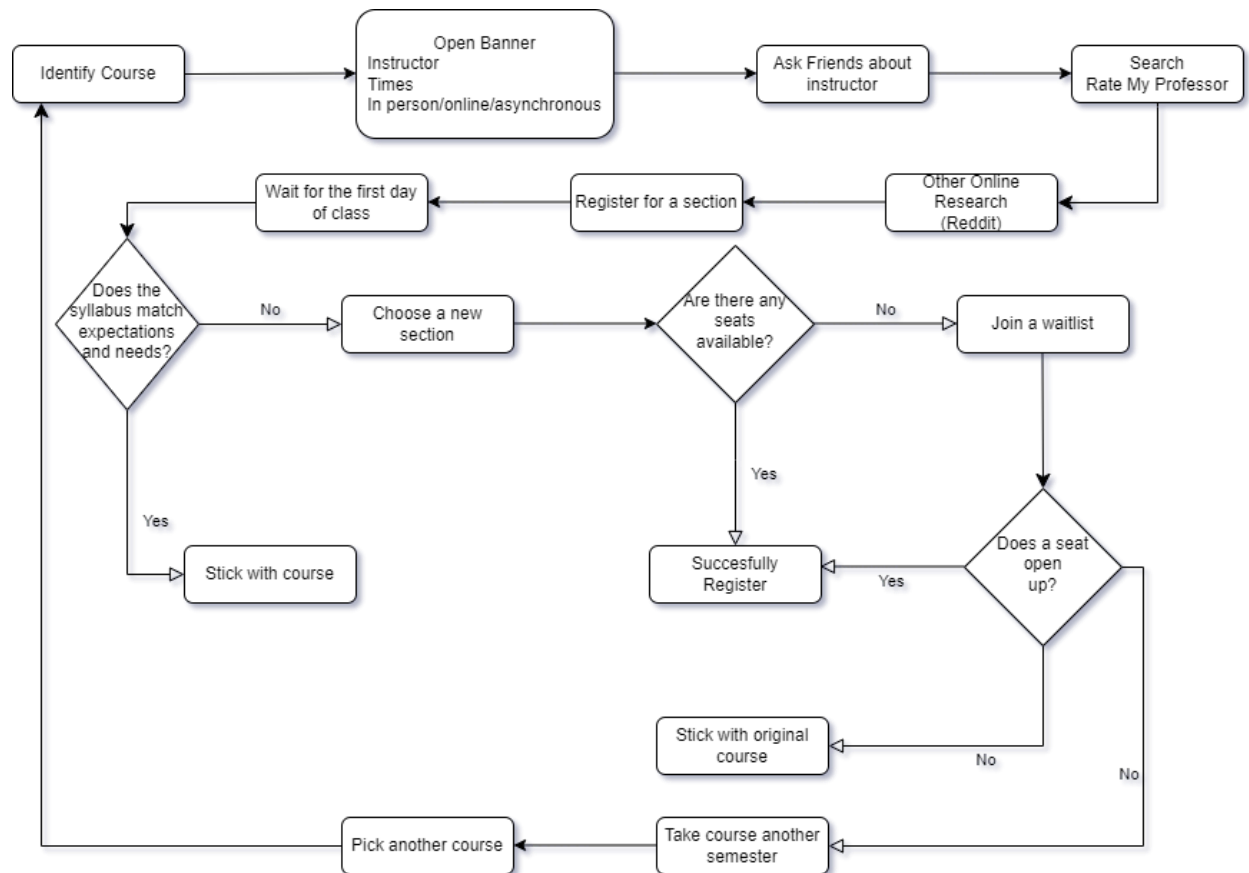 Identify Course
Open Banner
Instructor
Times
In person/online/asynchronous
Ask Friends about
instructor
Search
Rate My Professor
Wait for the first day
of class
Register for a section
Other Online
Research
(Reddit)
Does the
syllabus match
expectations
and needs?
No
Choose a new
section
Are there any
seats
available?
No
Join a waitlist
Yes
Yes
Stick with course
Succesfully
Register
Yes
Does a seat
open
up?
Stick with original
course
No
No
Pick another course
Take course another
semester